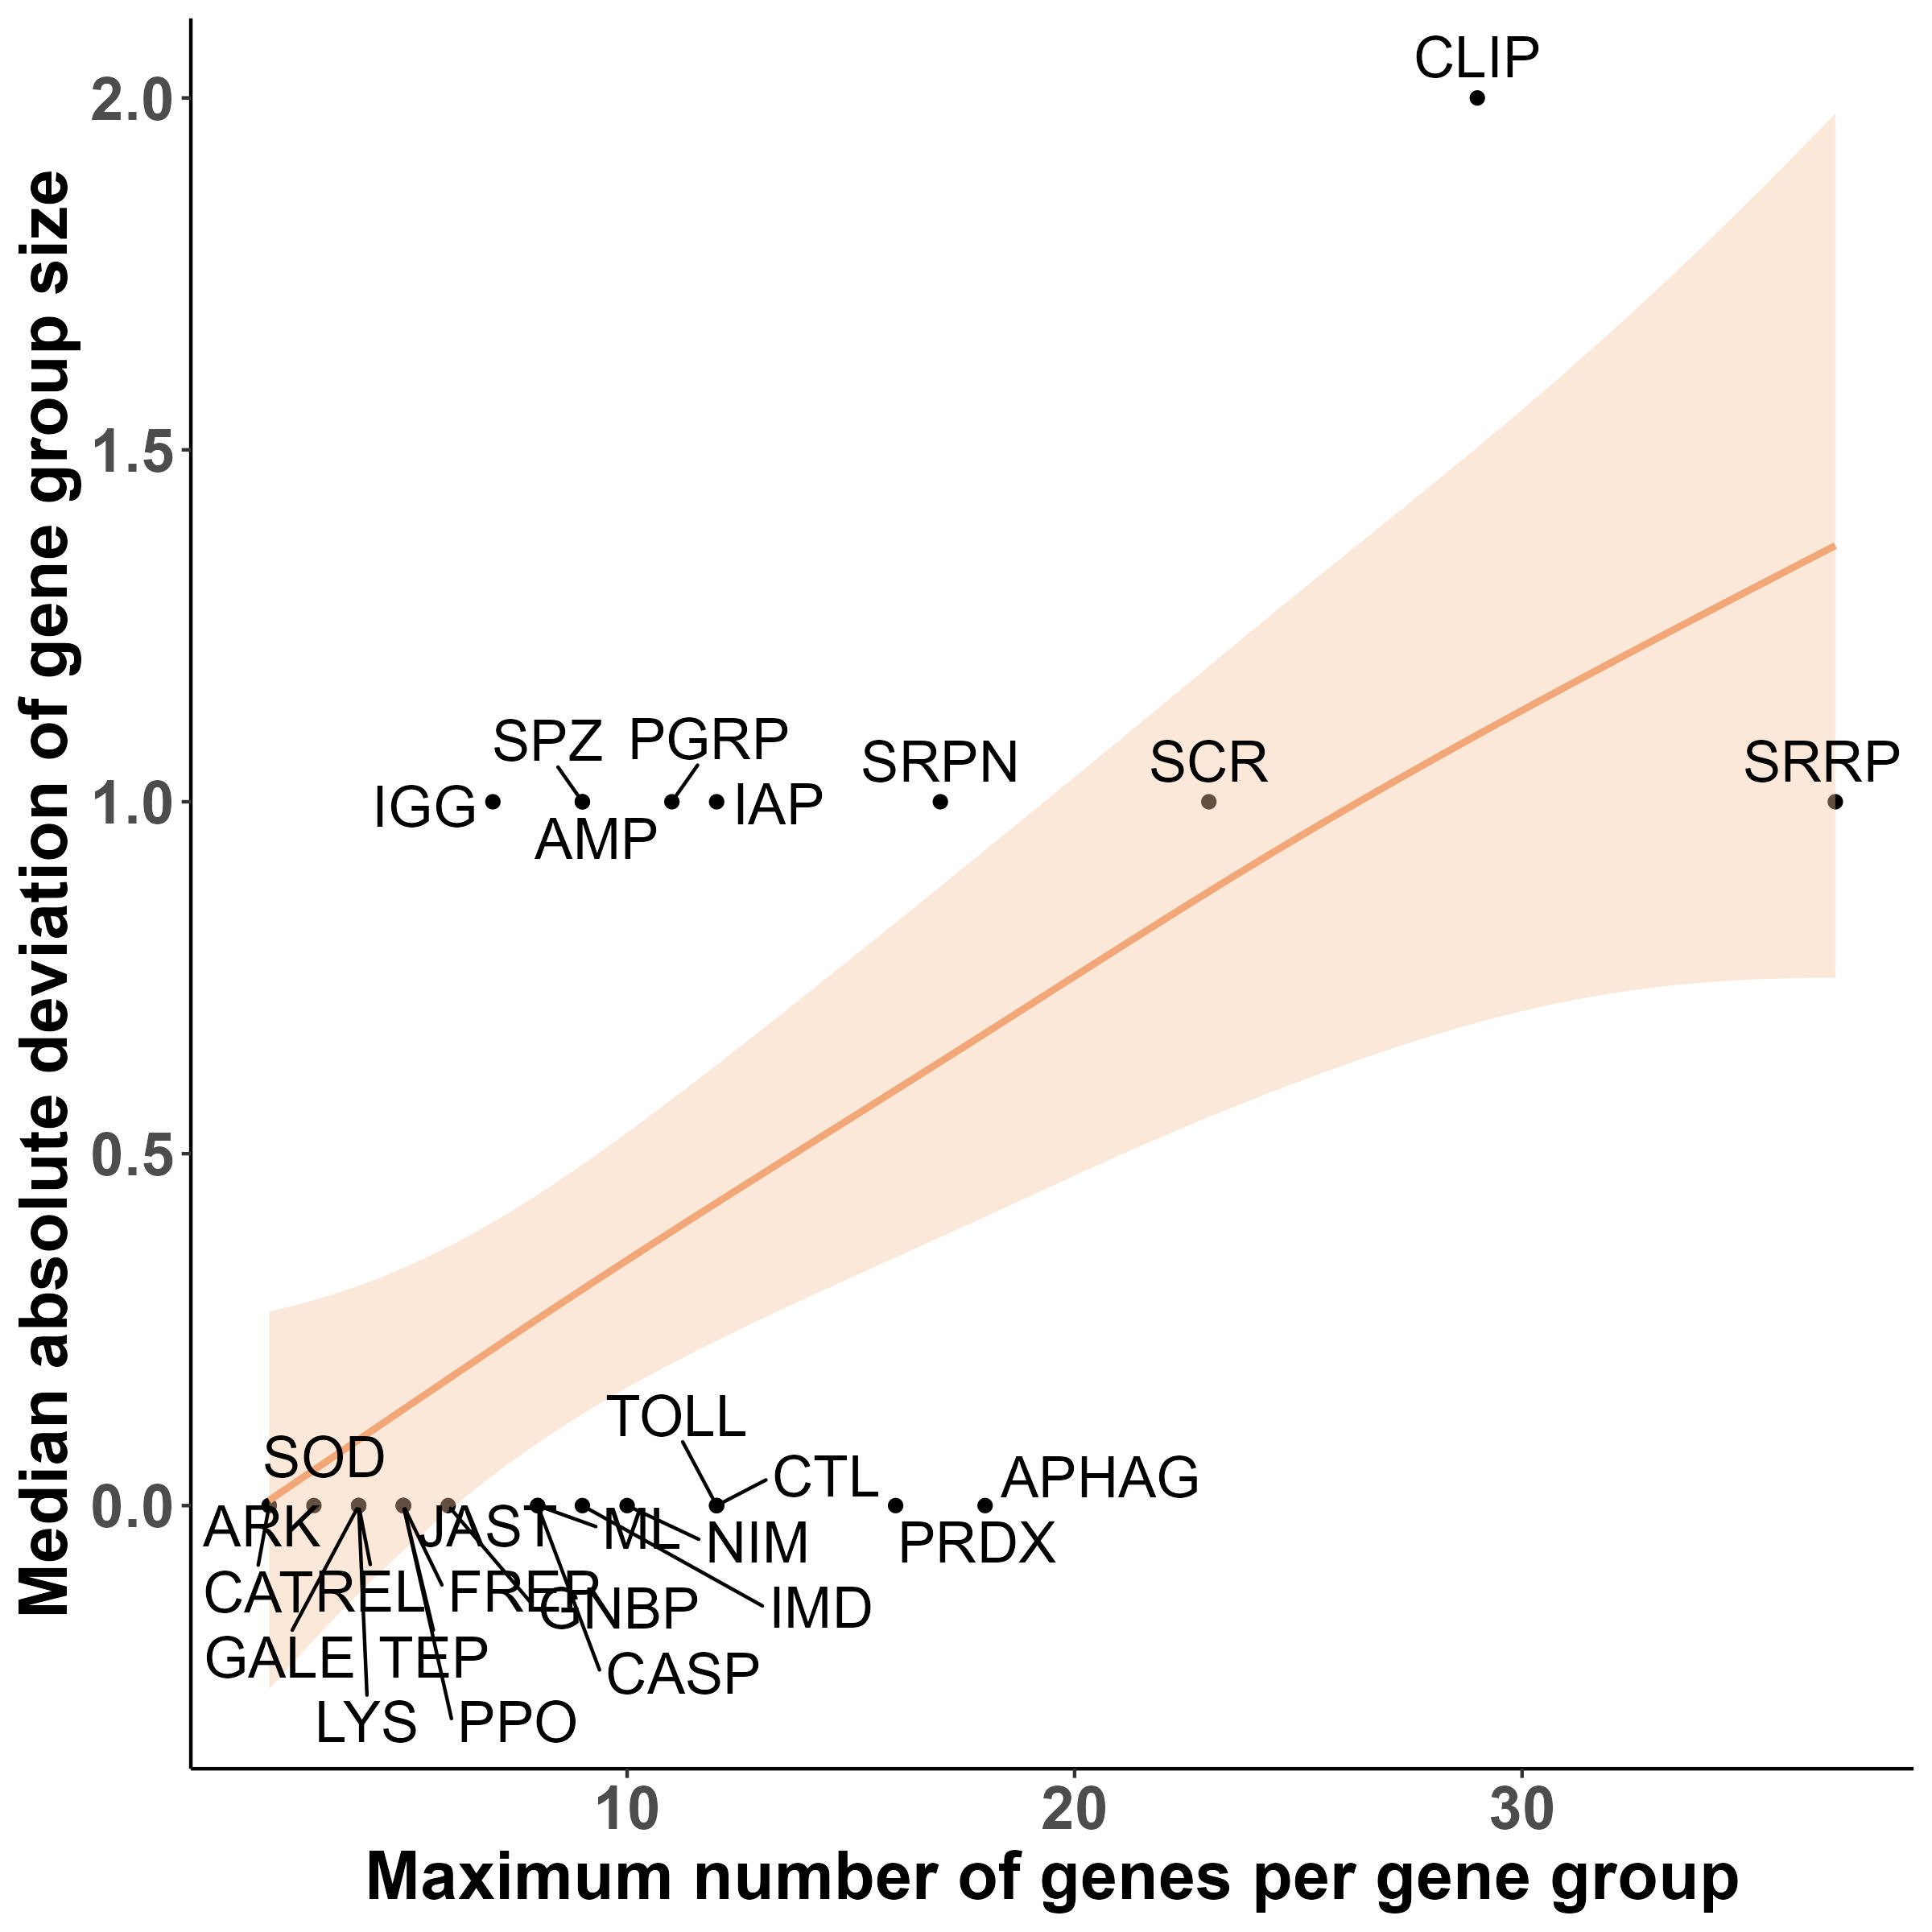 CLIP
2.0
1.5
SPZ PGRP
SRPN SCR SRRP
1.0
IGG IAP
AMP
0.5
TOLL
SOD CTL APHAG
0.0
ARK JAST ML NIM PRDX
CAT REL FREP GNBP IMD
GALE TEP CASP
LYS PPO
10 20 30
Maximum number of genes per gene group
Median absolute deviation of gene group size